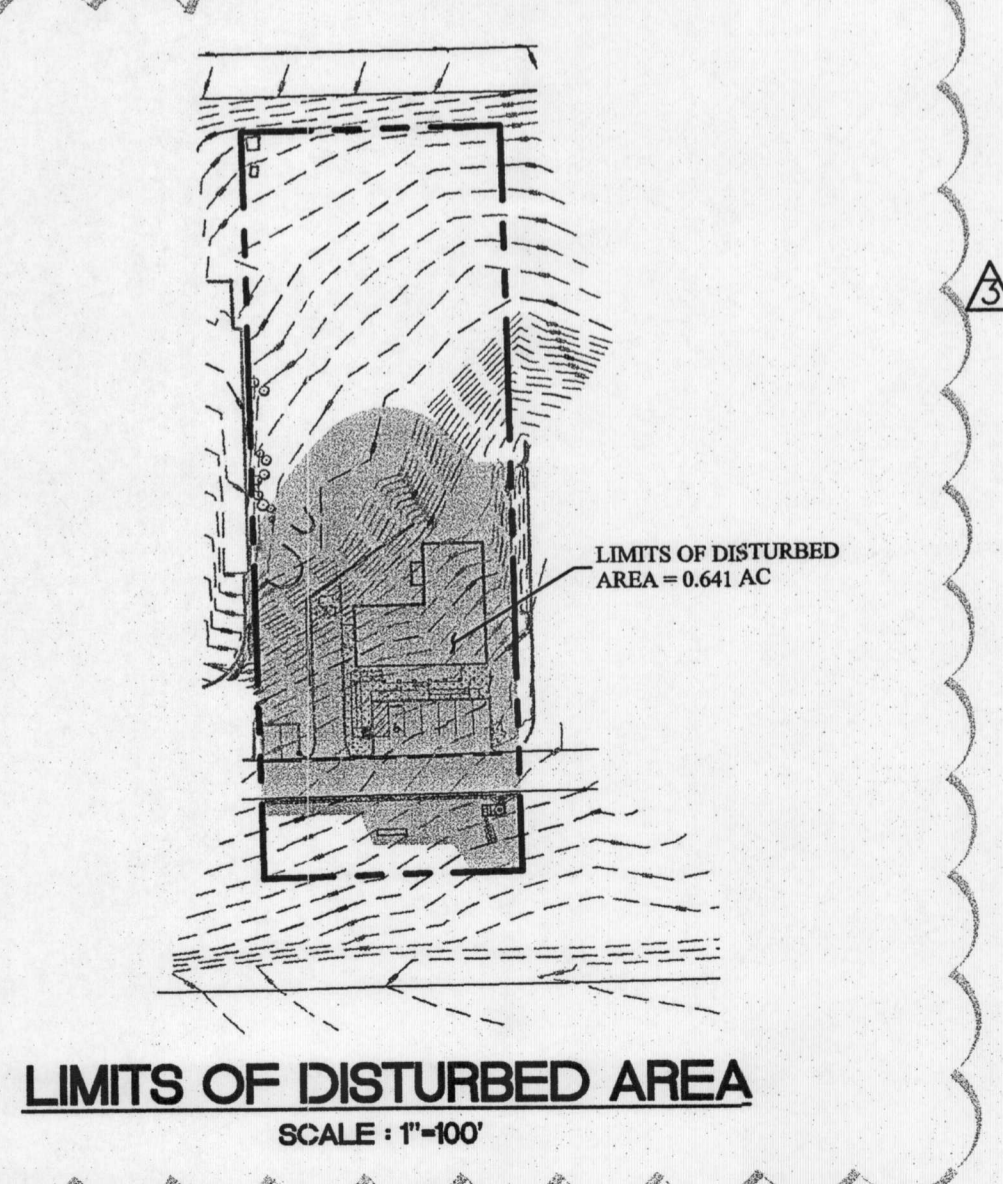 3
LIMITS OF DISTURBED
AREA = 0.641 AC
LIMITS OF DISTURBED AREA
SCALE : 1"=100'